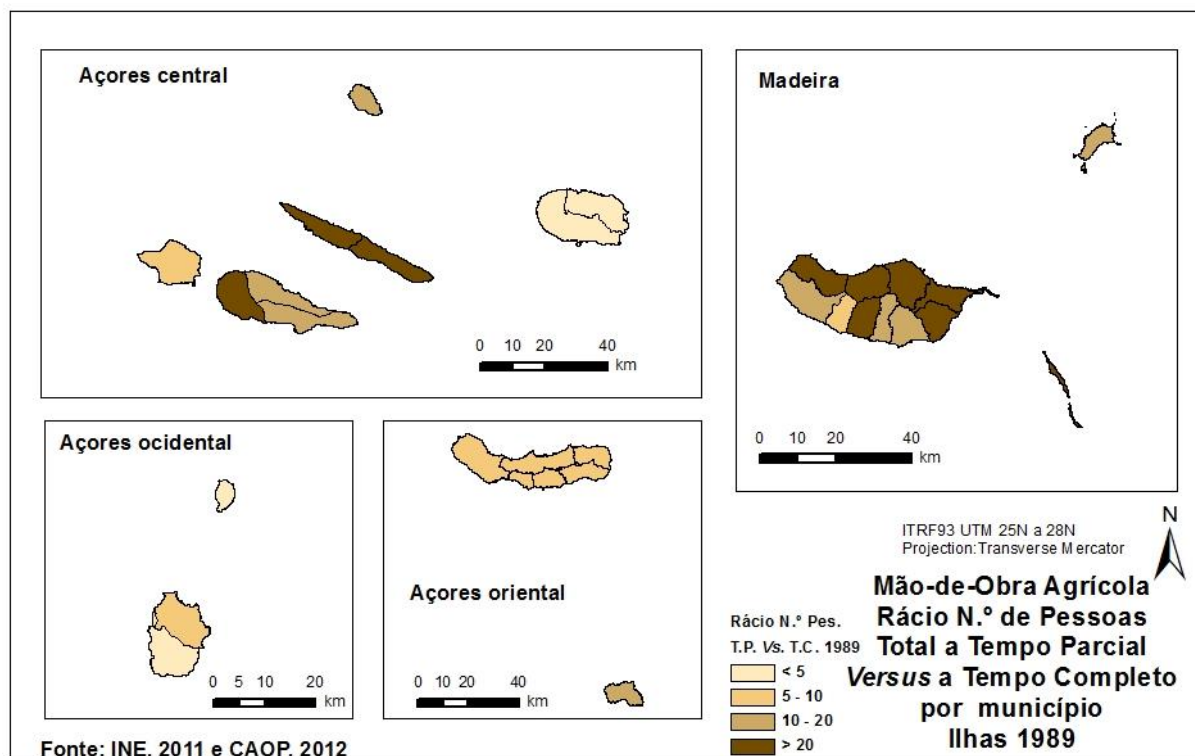 Açores central
0 10 20 40
km
Madeira
0 10 20 40
km
Açores ocidental
0 5 10 20
km
Açores oriental
0 10 20 40
km
ITRF93 UTM 25N a 28N
Projection:Transverse Mercator
N
Mão-de-Obra Agrícola
Rácio N.º de Pessoas
Total a Tempo Parcial
Versus a Tempo Completo
por município
Ilhas 1989
Rácio N.º Pes.
T.P. Vs. T.C. 1989
< 5
5 - 10
10 - 20
> 20
Fonte: INE, 2011 e CAOP, 2012